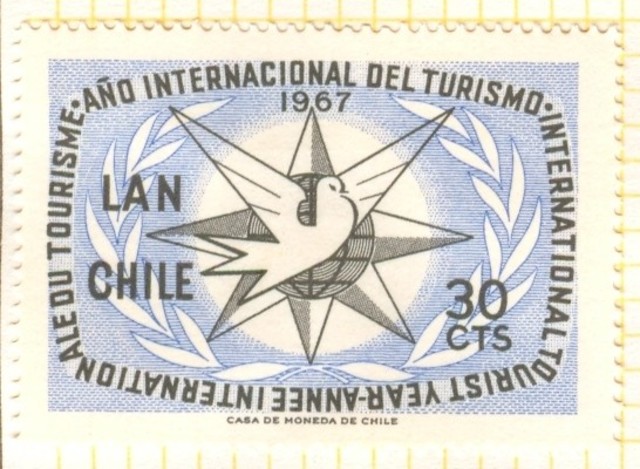 AÑO INTERNACIONAL DEL TURISMO•INTERNATIONAL TOURIST YEAR-ANNEE INTERNATIONALE DU TOURISME•
1967
LAN
CHILE
30
CTS
CASA DE MONEDA DE CHILE